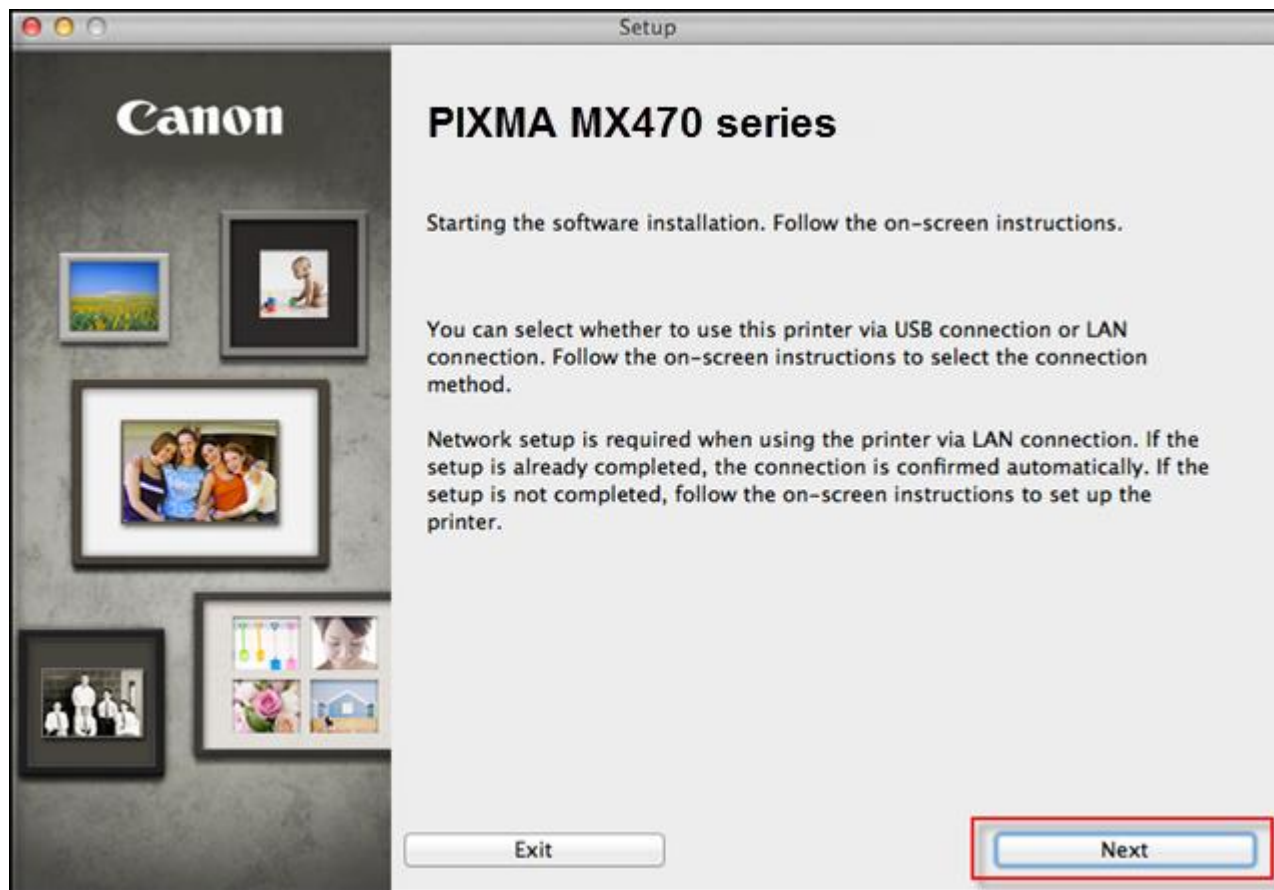 Setup
Canon
PIXMA MX470 series
Starting the software installation. Follow the on-screen instructions.
You can select whether to use this printer via USB connection or LAN
connection. Follow the on-screen instructions to select the connection
method.
Network setup is required when using the printer via LAN connection. If the
setup is already completed, the connection is confirmed automatically. If the
setup is not completed, follow the on-screen instructions to set up the
printer.
Exit
Next